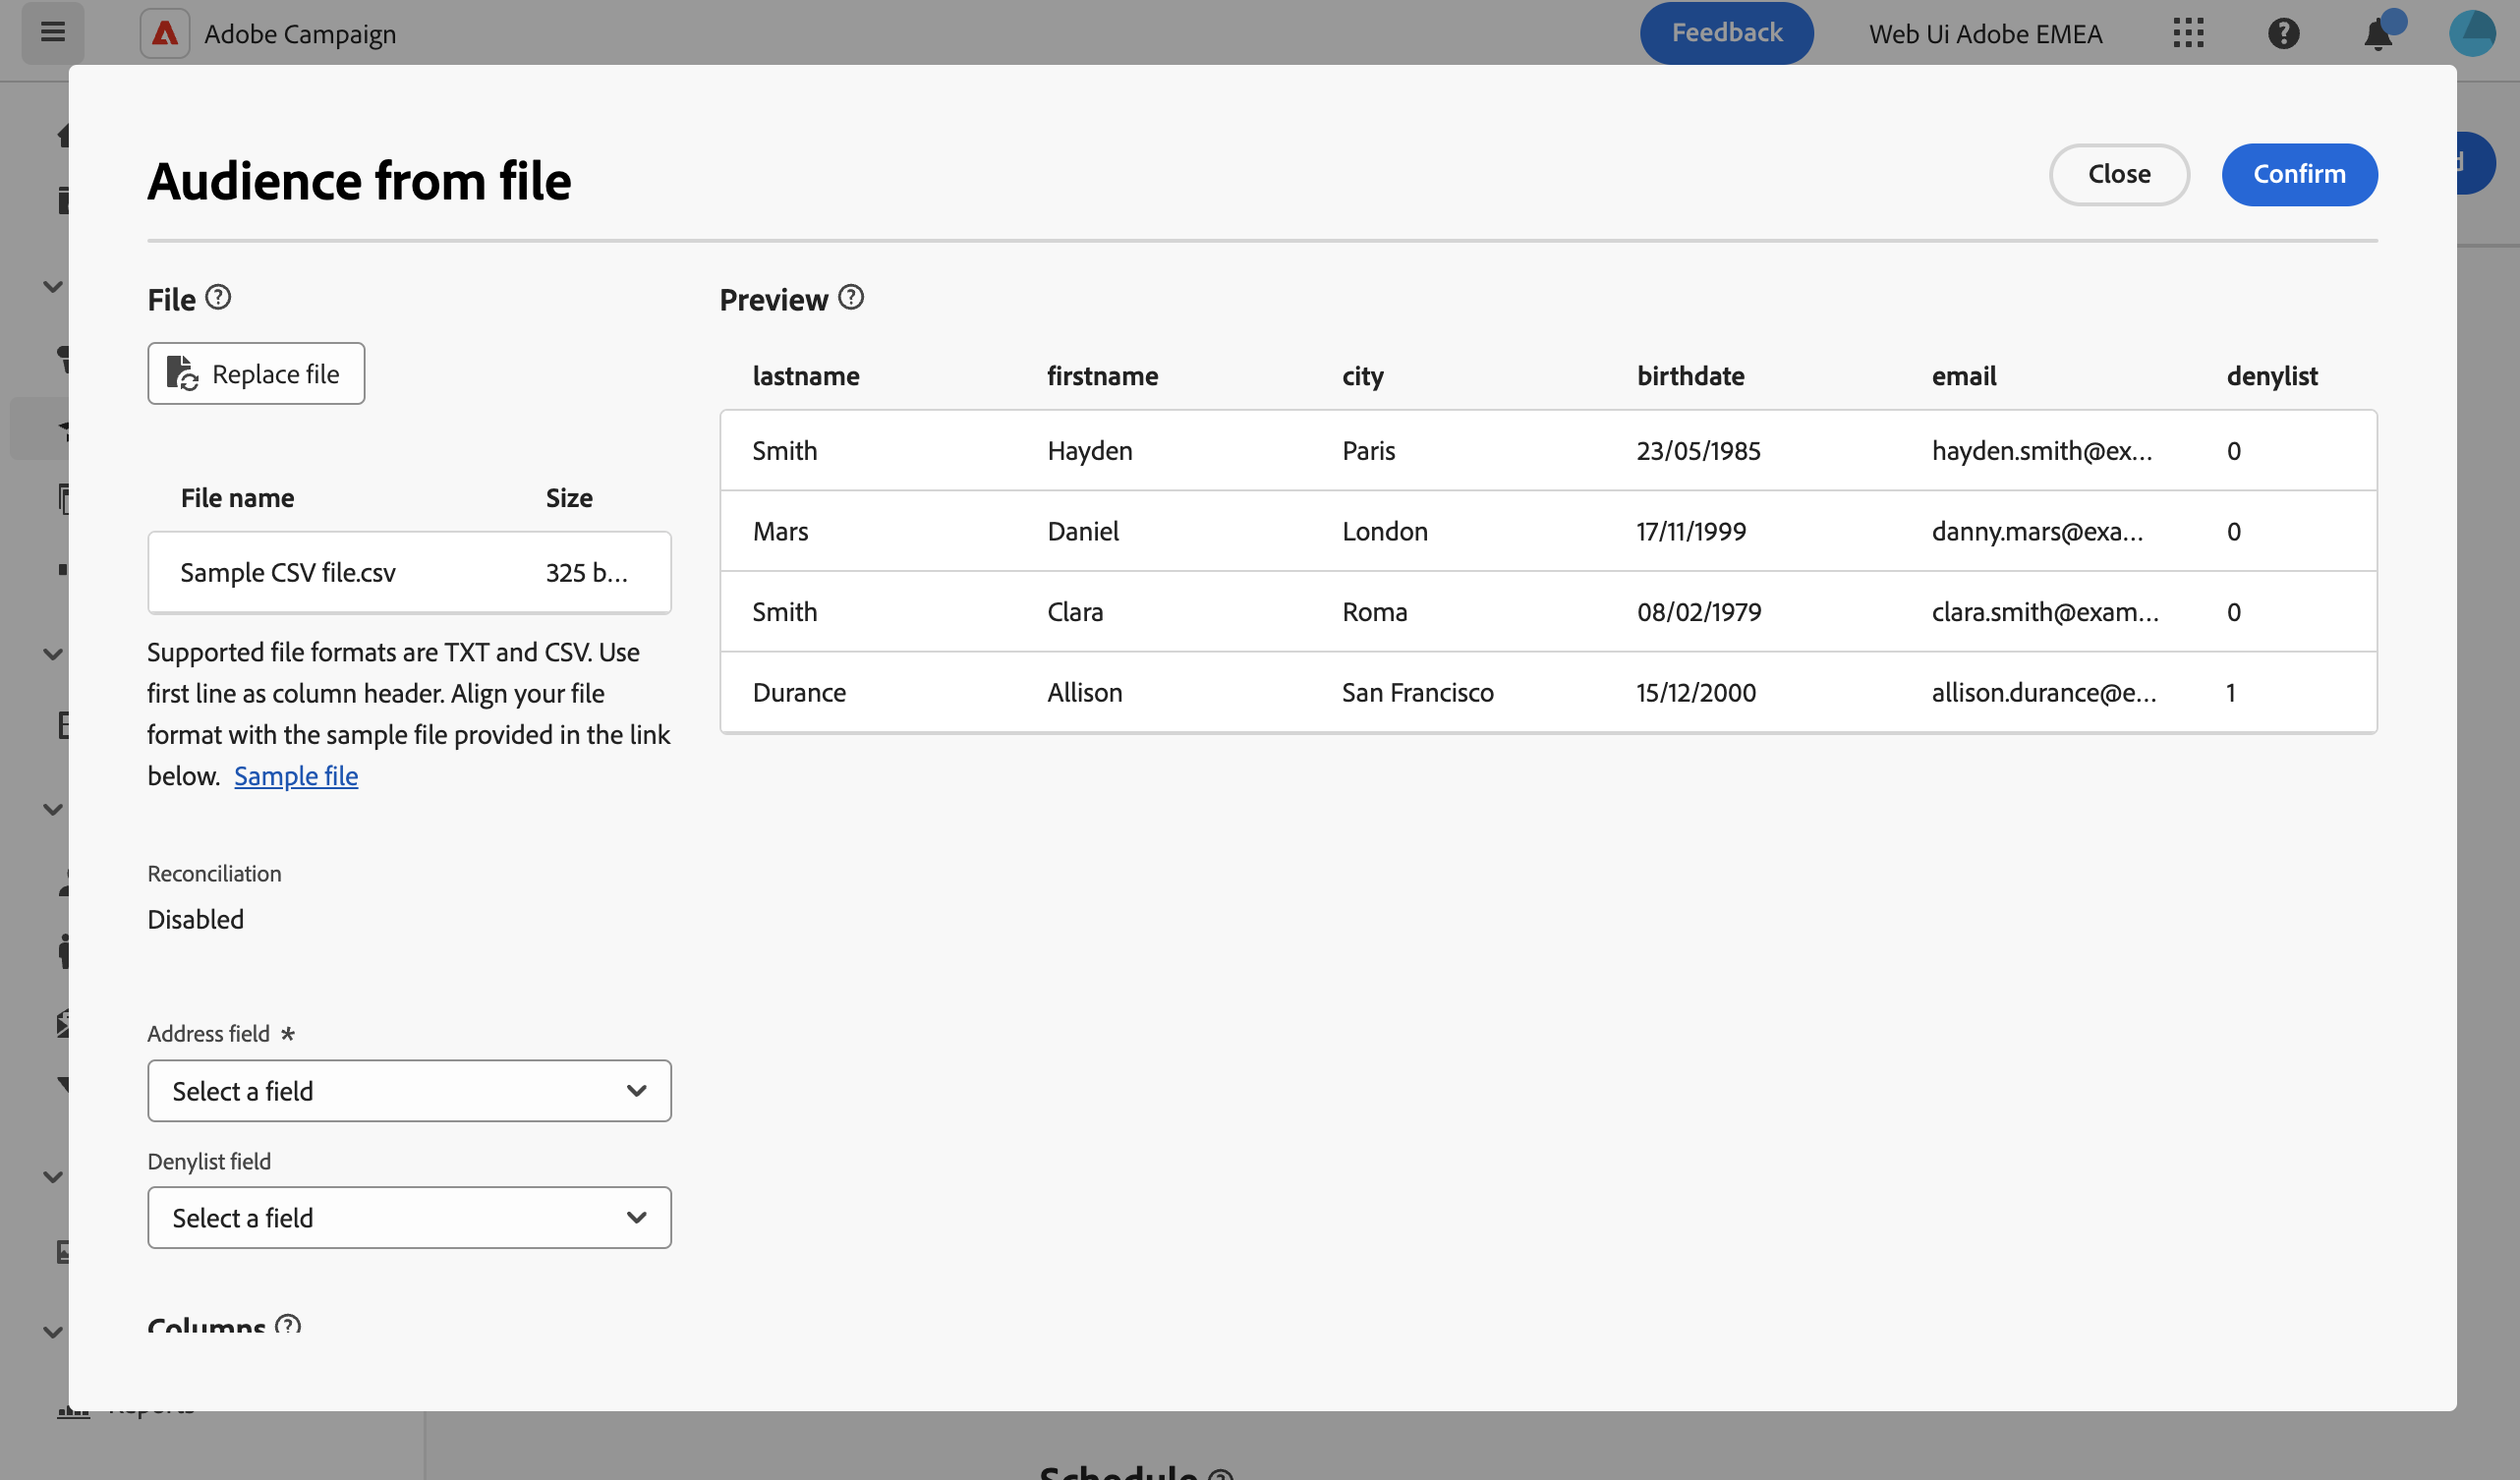 Adobe Campaign
Feedback
Web Ui Adobe EMEA
Audience from file
Close
Confirm
File
Replace file
File name Size
Sample CSV file.csv 325 b...
Supported file formats are TXT and CSV. Use
first line as column header. Align your file
format with the sample file provided in the link
below. Sample file
Reconciliation
Disabled
Address field *
Select a field
Denylist field
Select a field
Columns
Preview
lastname firstname city birthdate email denylist
Smith Hayden Paris 23/05/1985 hayden.smith@ex... 0
Mars Daniel London 17/11/1999 danny.mars@exa... 0
Smith Clara Roma 08/02/1979 clara.smith@exam... 0
Durance Allison San Francisco 15/12/2000 allison.durance@e... 1
Reports
Schedule